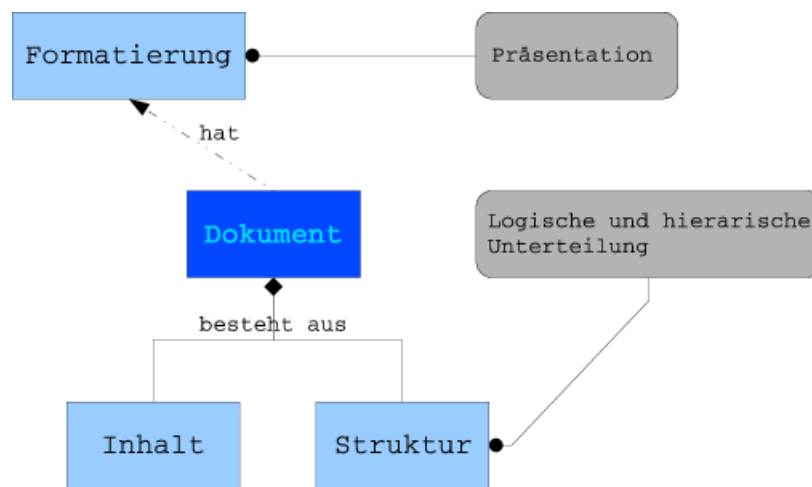 Formatierung
Präsentation
hat
Dokument
Logische und hierarische
Unterteilung
besteht aus
Inhalt
Struktur